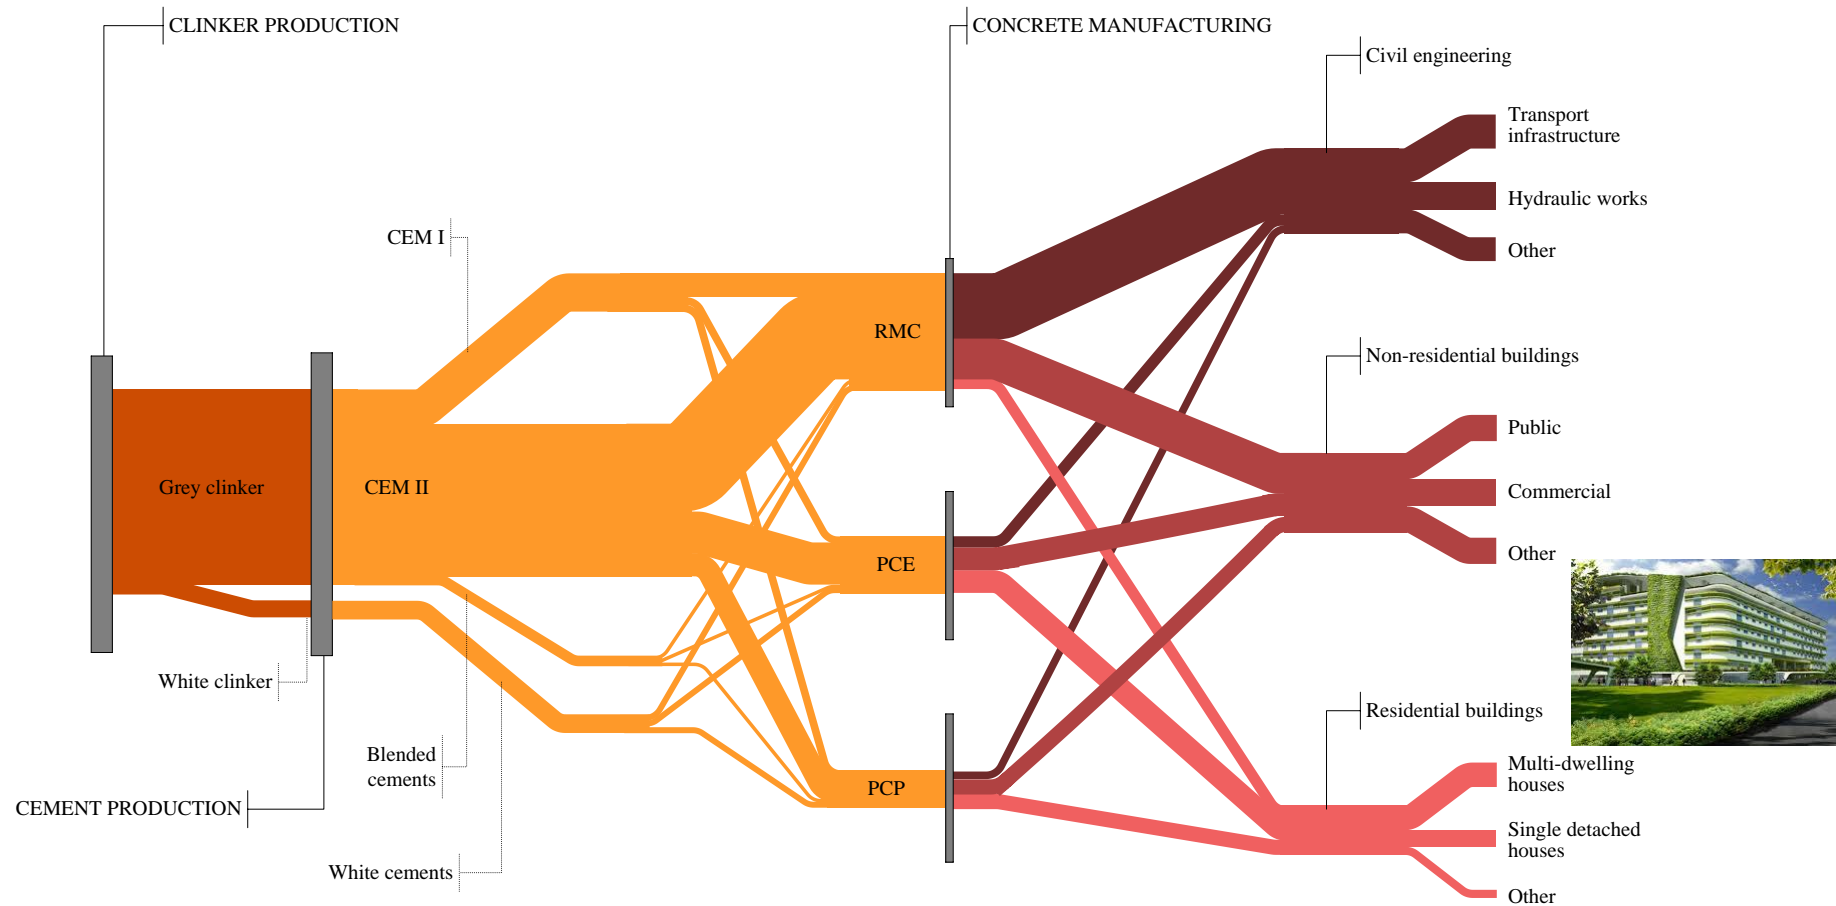 CLINKER PRODUCTION
CONCRETE MANUFACTURING
Civil engineering
Transport
infrastructure
Hydraulic works
CEM I
Other
RMC
Non-residential buildings
Public
Grey clinker
CEM II
Commercial
Other
PCE
White clinker
Residential buildings
Blended
cements
Multi-dwelling
houses
PCP
CEMENT PRODUCTION
Single detached
houses
White cements
Other